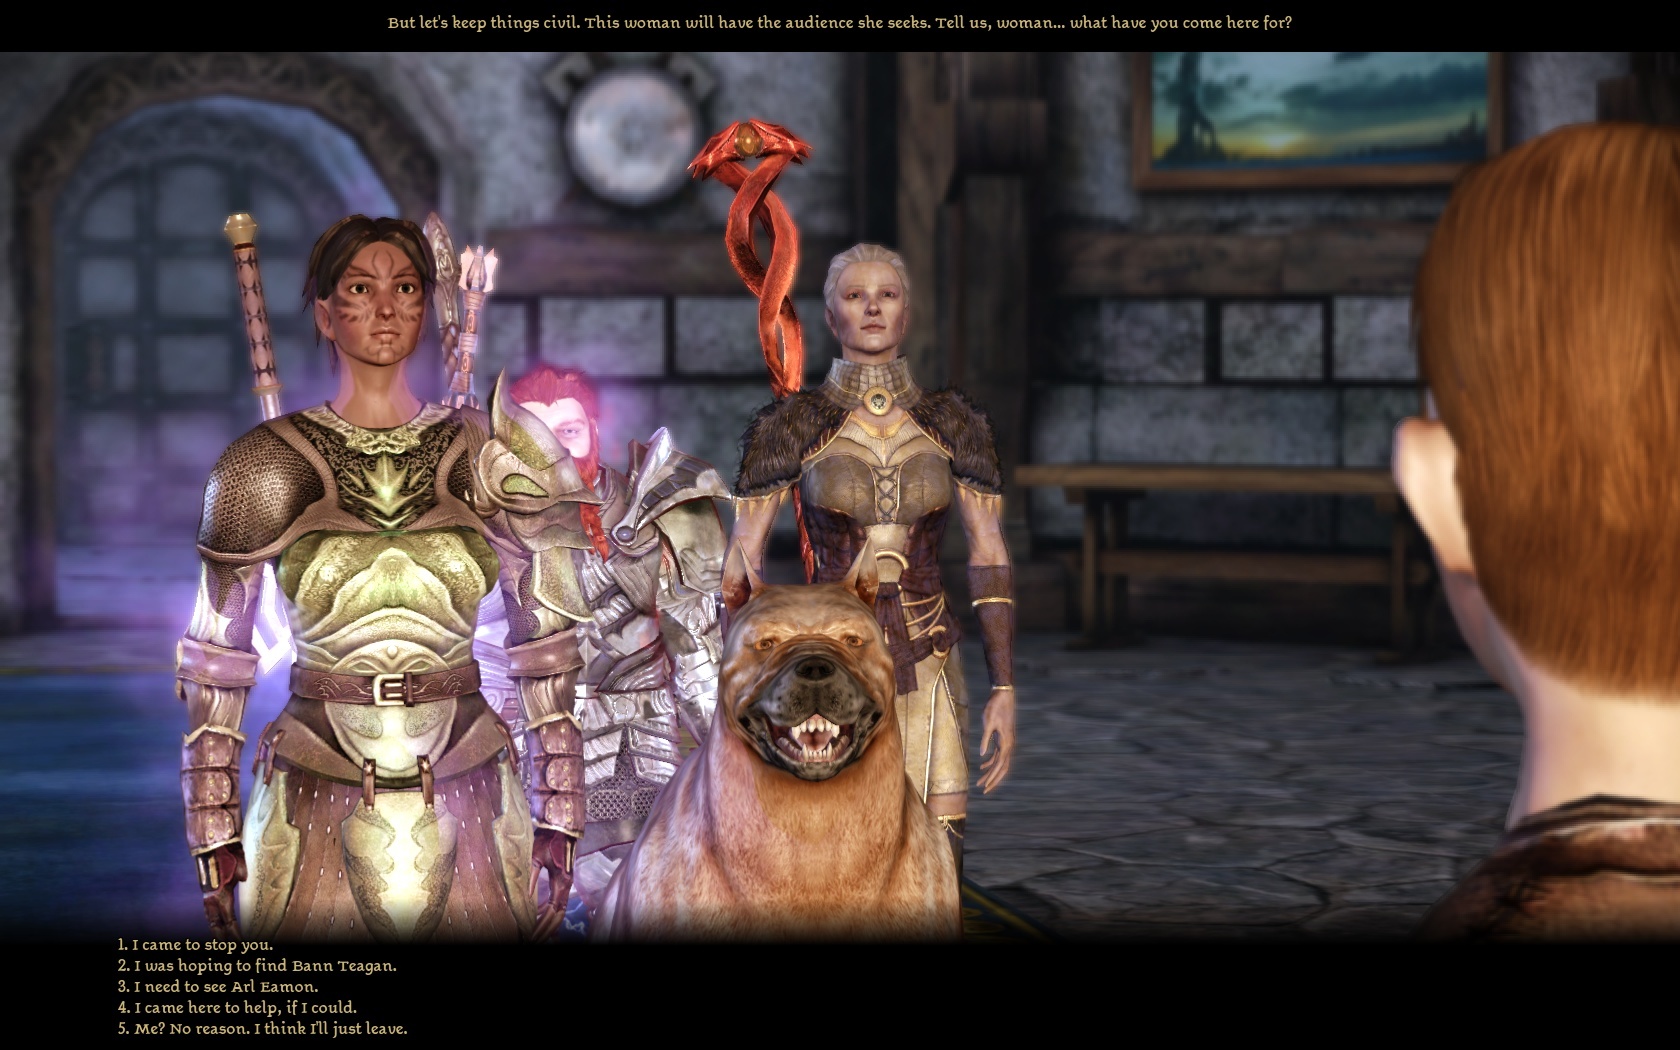 But let's keep things civil. This woman will have the audience she seeks. Tell us, woman... what have you come here for?
1. I came to stop you.
2. I was hoping to find Bann Teagan.
3. I need to see Arl Eamon.
4. I came here to help, if I could.
5. Me? No reason. I think I'll just leave.